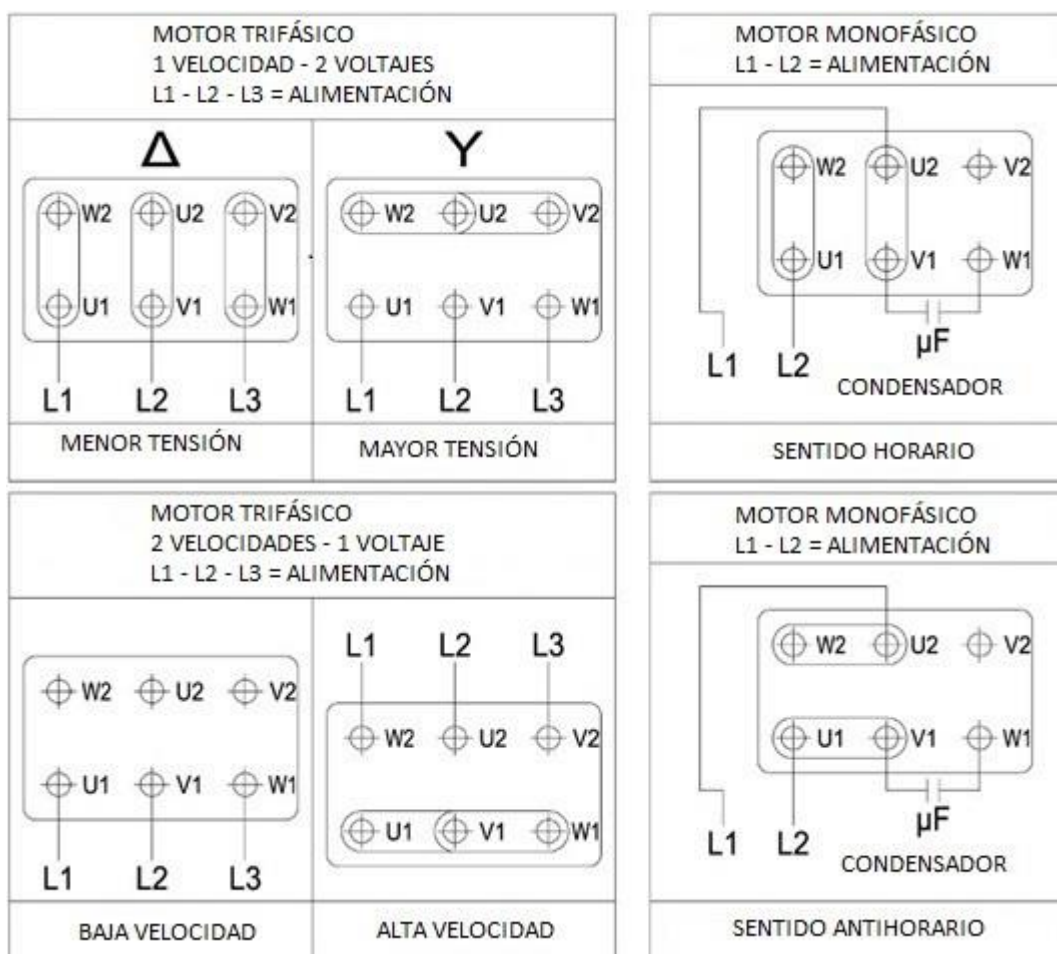 MOTOR TRIFÁSICO
1 VELOCIDAD - 2 VOLTAJES
L1 - L2 - L3 = ALIMENTACIÓN
Δ
W2 U2 V2
U1 V1 W1
L1 L2 L3
MENOR TENSIÓN
Y
W2 U2 V2
U1 V1 W1
L1 L2 L3
MAYOR TENSIÓN
MOTOR MONOFÁSICO
L1 - L2 = ALIMENTACIÓN
W2 U2 V2
U1 V1 W1
µF
L1 L2
CONDENSADOR
SENTIDO HORARIO
MOTOR TRIFÁSICO
2 VELOCIDADES - 1 VOLTAJE
L1 - L2 - L3 = ALIMENTACIÓN
W2 U2 V2
U1 V1 W1
L1 L2 L3
BAJA VELOCIDAD
L1 L2 L3
W2 U2 V2
U1 V1 W1
ALTA VELOCIDAD
MOTOR MONOFÁSICO
L1 - L2 = ALIMENTACIÓN
W2 U2 V2
U1 V1 W1
µF
L1 L2
CONDENSADOR
SENTIDO ANTIHORARIO